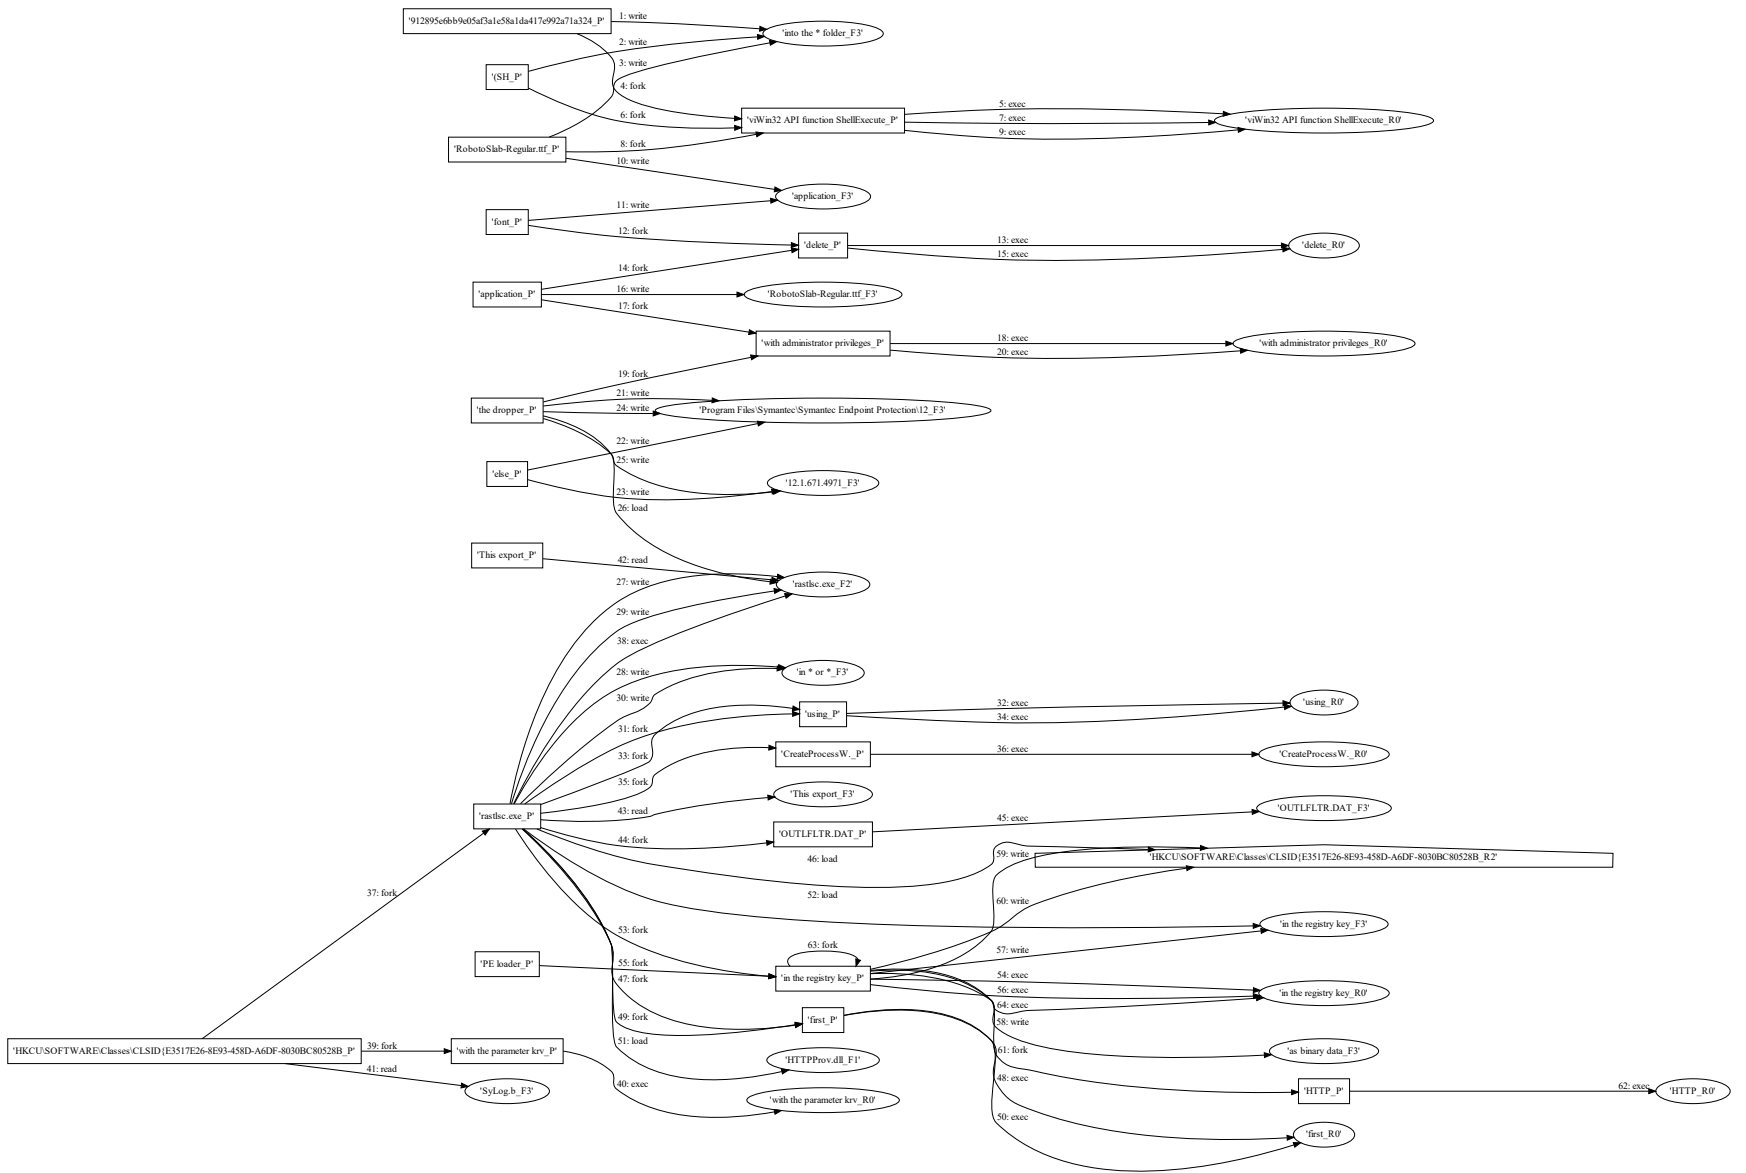 '912895e6bb9e05af3a1e58a1da417e992a71a324_P'
1: write
'into the * folder_F3'
2: write
3: write
'(SH_P'
4: fork
5: exec
6: fork
'viWin32 API function ShellExecute_P'
7: exec
'viWin32 API function ShellExecute_R0'
9: exec
8: fork
'RobotoSlab-Regular.ttf_P'
10: write
'application_F3'
11: write
'font_P'
12: fork
'delete_P'
13: exec
'delete_R0'
15: exec
14: fork
'application_P'
16: write
'RobotoSlab-Regular.ttf_F3'
17: fork
'with administrator privileges_P'
18: exec
'with administrator privileges_R0'
20: exec
19: fork
21: write
'the dropper_P'
24: write
'Program Files\Symantec\Symantec Endpoint Protection\12_F3'
22: write
25: write
'else_P'
23: write
'12.1.671.4971_F3'
26: load
'This export_P'
42: read
27: write
'rastlsc.exe_F2'
29: write
38: exec
28: write
'in * or *_F3'
30: write
31: fork
'using_P'
32: exec
'using_R0'
34: exec
33: fork
35: fork
'CreateProcessW._P'
36: exec
'CreateProcessW._R0'
'This export_F3'
43: read
'rastlsc.exe_P'
44: fork
'OUTLFLTR.DAT_P'
45: exec
'OUTLFLTR.DAT_F3'
46: load
59: write
'HKCU\SOFTWARE\Classes\CLSID{E3517E26-8E93-458D-A6DF-8030BC80528B_R2'
37: fork
52: load
60: write
'in the registry key_F3'
53: fork
63: fork
57: write
'PE loader_P'
55: fork
'in the registry key_P'
54: exec
56: exec
'in the registry key_R0'
47: fork
64: exec
49: fork
'first_P'
58: write
51: load
61: fork
'HKCU\SOFTWARE\Classes\CLSID{E3517E26-8E93-458D-A6DF-8030BC80528B_P'
39: fork
'with the parameter krv_P'
'HTTPProv.dll_F1'
'as binary data_F3'
41: read
'SyLog.b_F3'
40: exec
'with the parameter krv_R0'
48: exec
'HTTP_P'
62: exec
'HTTP_R0'
50: exec
'first_R0'